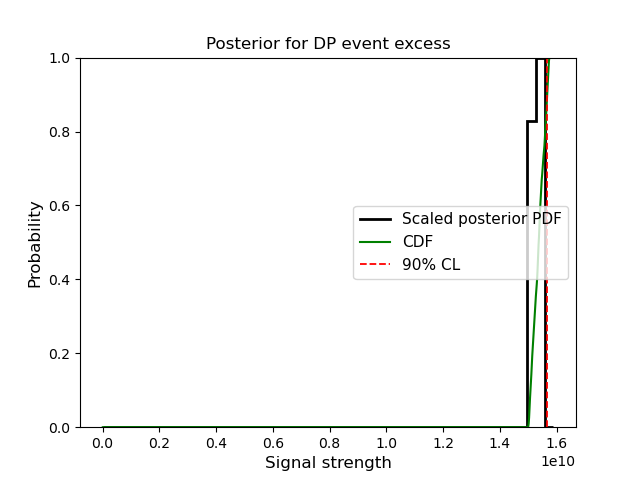 Posterior for DP event excess
1.0
0.8
0.6
0.4
0.2
0.0
Probability
Scaled posterior PDF
CDF
90% CL
0.0 0.2 0.4 0.6 0.8 1.0 1.2 1.4 1.6
1e10
Signal strength